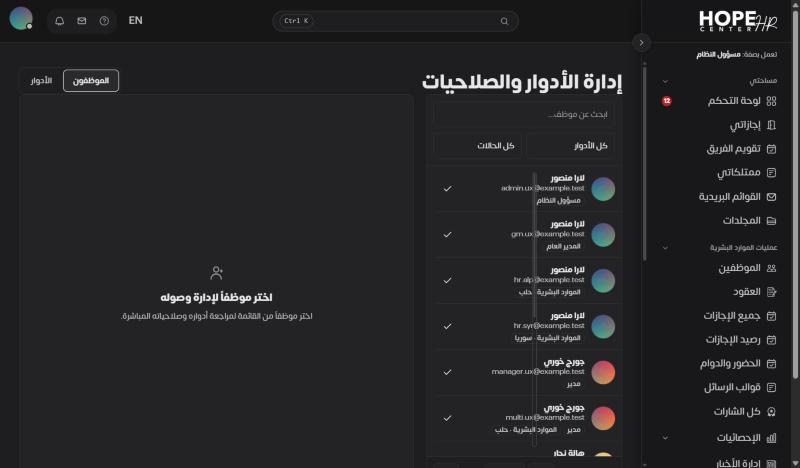 HOPE HR
CENTER
تعمل بصفة: مسؤول النظام
مساحتي
لوحة التحكم
12
إجازاتي
تقويم الفريق
ممتلكاتي
القوائم البريدية
المجلدات
عمليات الموارد البشرية
الموظفين
العقود
جميع الإجازات
رصيد الإجازات
الحضور والدوام
قوالب الرسائل
كل الشارات
الإحصائيات
إدارة الأخبار
Ctrl K
EN
إدارة الأدوار والصلاحيات
الموظفون
الأدوار
ابحث عن موظف...
كل الأدوار
كل الحالات
لارا منصور
admin.ux@example.test
مسؤول النظام
لارا منصور
gm.ux@example.test
المدير العام
لارا منصور
hr.alp@example.test
الموارد البشرية · حلب
لارا منصور
hr.syr@example.test
الموارد البشرية · سوريا
جورج خوري
manager.ux@example.test
مدير
جورج خوري
multi.ux@example.test
مدير الموارد البشرية · حلب
هالة نجار
اختر موظفاً لإدارة وصوله
اختر موظفاً من القائمة لمراجعة أدواره وصلاحياته المباشرة.